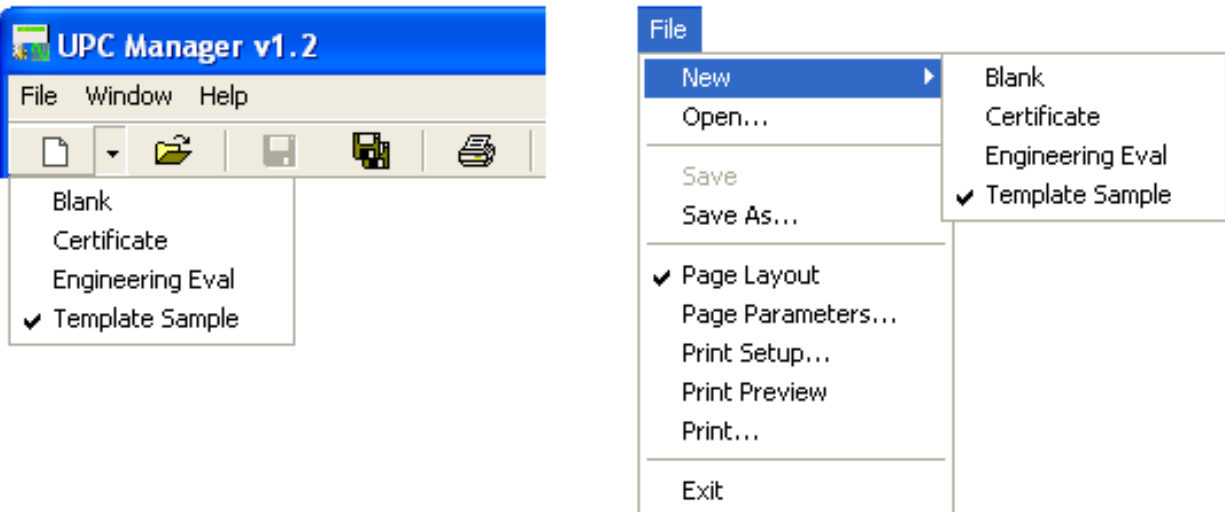 UPC Manager v1.2
File Window Help
Blank
Certificate
Engineering Eval
Template Sample
File
New
Open...
Save
Save As...
Page Layout
Page Parameters...
Print Setup...
Print Preview
Print...
Exit
Blank
Certificate
Engineering Eval
Template Sample